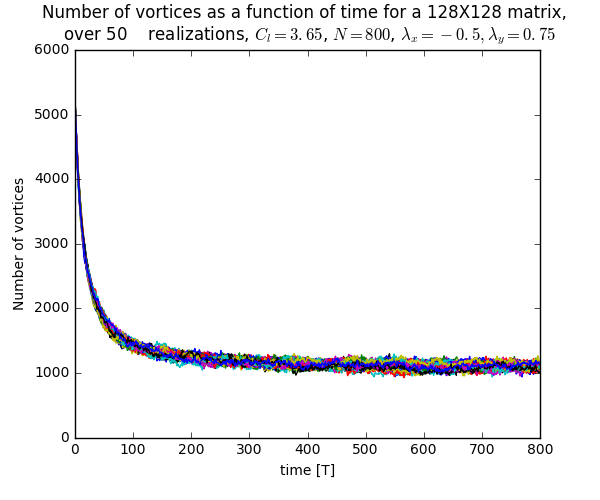 Number of vortices as a function of time for a 128X128 matrix,
over 50    realizations, $C_l = 3.65$, $N = 800$, $\lambda_x = -0.5, \lambda_y = 0.75$
6000
5000
4000
3000
2000
1000
0
Number of vortices
0 100 200 300 400 500 600 700 800
time [T]